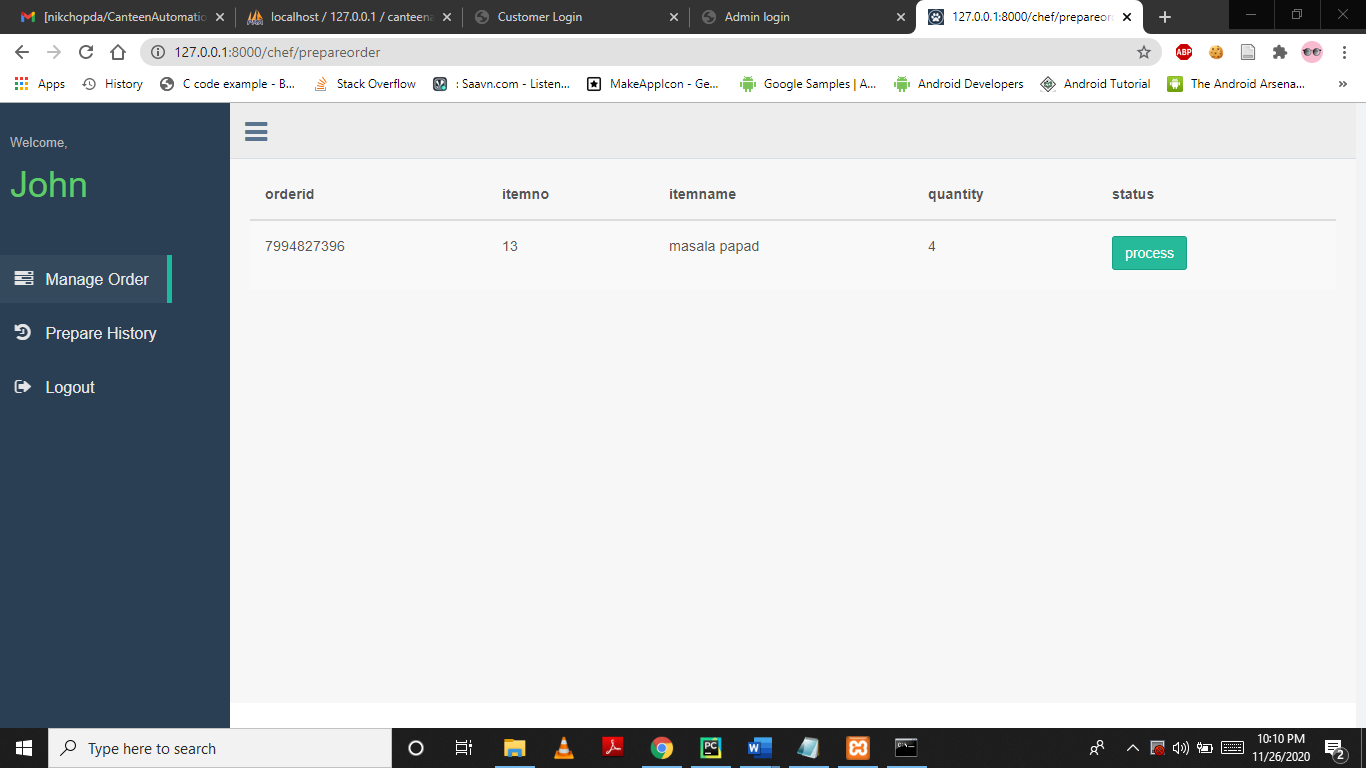 [nikchopda/CanteenAutomatio
localhost / 127.0.0.1 / canteena
Customer Login
Admin login
127.0.0.1:8000/chef/prepareor
127.0.0.1:8000/chef/prepareorder
ABP
Apps
History
C code example - B...
Stack Overflow
: Saavn.com - Listen...
MakeAppIcon - Ge...
Google Samples | A...
Android Developers
Android Tutorial
The Android Arsena...
»
Welcome,
John
Manage Order
Prepare History
Logout
orderid itemno itemname quantity status
7994827396 13 masala papad 4 process
Type here to search
PC
W
10:10 PM
11/26/2020
2